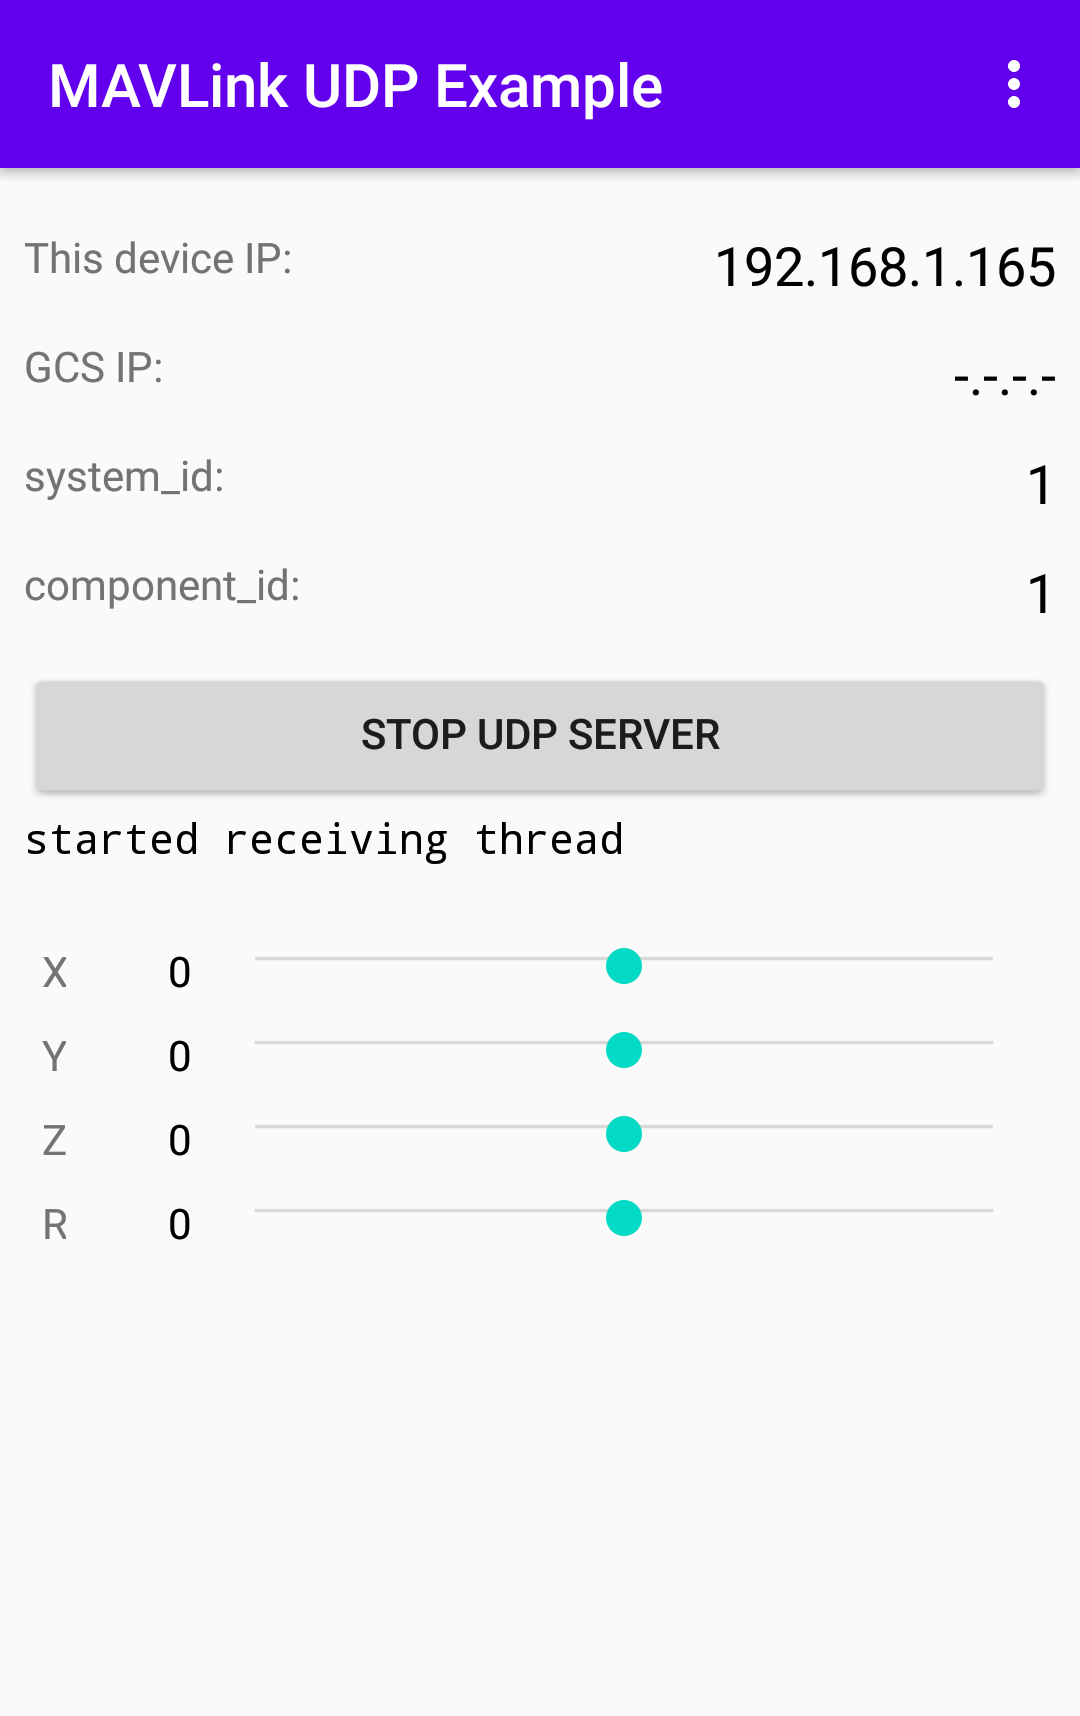 MAVLink UDP Example
This device IP: 192.168.1.165
GCS IP: -.-.-.-
system_id: 1
component_id: 1
STOP UDP SERVER
started receiving thread
X 0
Y 0
Z 0
R 0